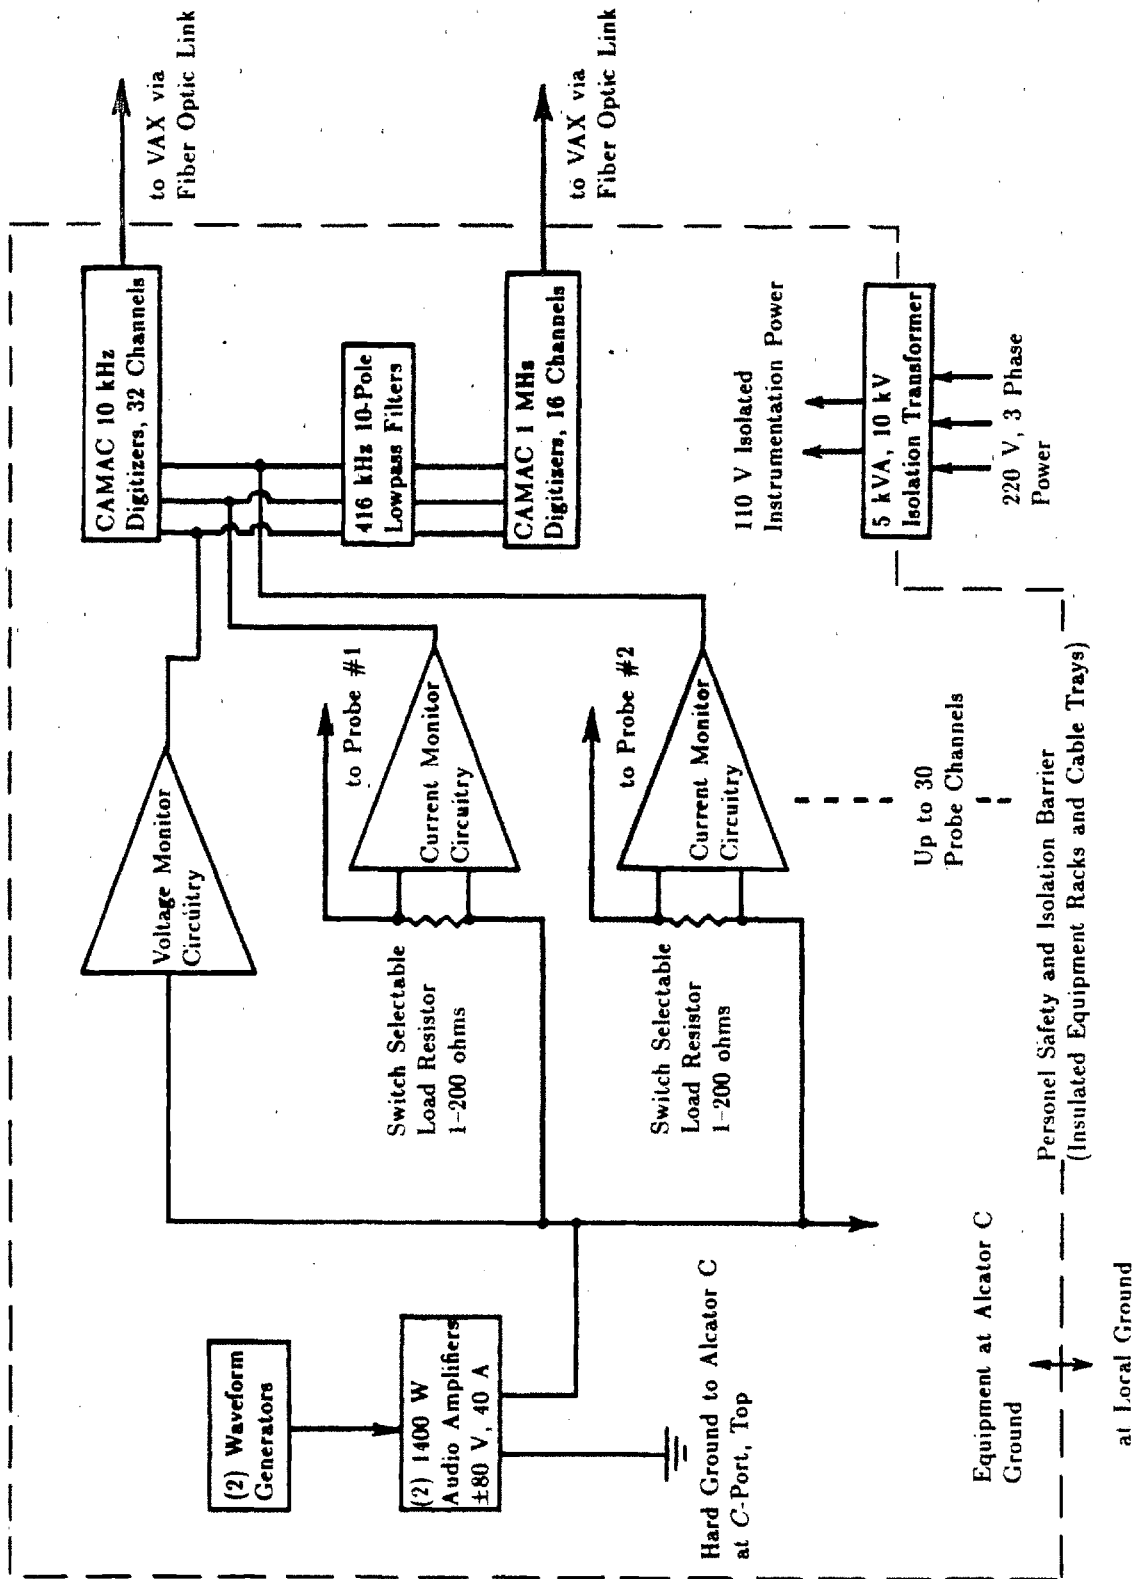 (2) Waveform
Generators
(2) 1400 W
Audio Amplifiers
±80 V, 40 A
Hard Ground to Alcator C
at C-Port, Top
Voltage Monitor
Circuitry
Switch Selectable
Load Resistor
1–200 ohms
to Probe #1
Current Monitor
Circuitry
Switch Selectable
Load Resistor
1–200 ohms
to Probe #2
Current Monitor
Circuitry
Up to 30
Probe Channels
CAMAC 10 kHz
Digitizers, 32 Channels
to VAX via
Fiber Optic Link
416 kHz 10-Pole
Lowpass Filters
CAMAC 1 MHs
Digitizers, 16 Channels
to VAX via
Fiber Optic Link
110 V Isolated
Instrumentation Power
5 kVA, 10 kV
Isolation Transformer
220 V, 3 Phase
Power
Personel Safety and Isolation Barrier
(Insulated Equipment Racks and Cable Trays)
Equipment at Alcator C
Ground
at Local Ground